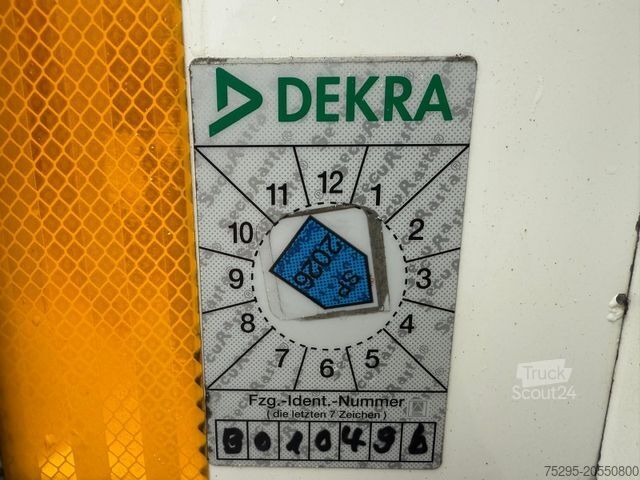 DEKRA
12
11
1
10
2
9
3
8
4
7
5
6
SP
2026
Fzg.-Ident.-Nummer
( die letzten 7 Zeichen )
B010496
Truck
Scout24
75295-20550800